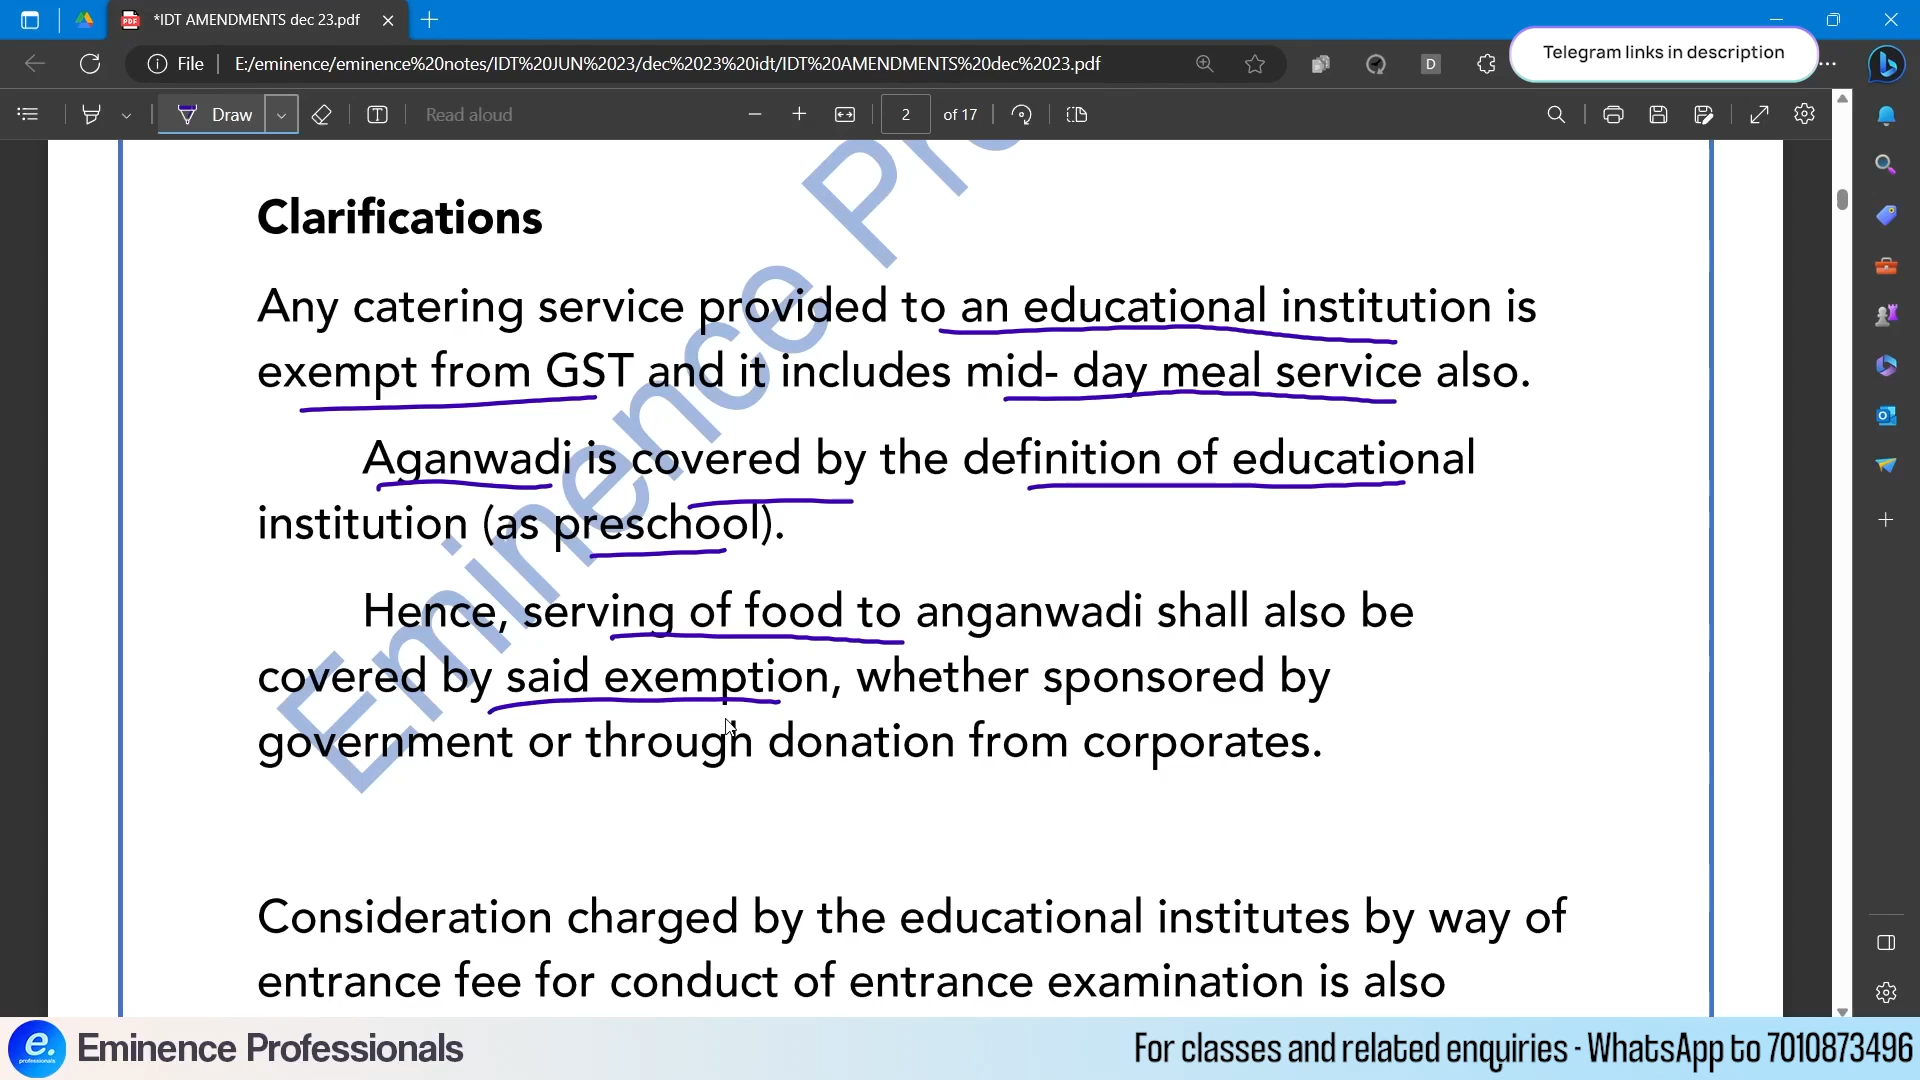 *IDT AMENDMENTS dec 23.pdf
File
E:/eminence/eminence%20notes/IDT%20JUN%2023/dec%2023%20idt/IDT%20AMENDMENTS%20dec%2023.pdf
D
Telegram links in description
Draw
Read aloud
2
of 17
Clarifications
Any catering service provided to an educational institution is
exempt from GST and it includes mid- day meal service also.
Aganwadi is covered by the definition of educational
institution (as preschool).
Hence, serving of food to anganwadi shall also be
covered by said exemption, whether sponsored by
government or through donation from corporates.
Consideration charged by the educational institutes by way of
entrance fee for conduct of entrance examination is also
Eminence Pro
e.
professionals
Eminence Professionals
For classes and related enquiries - WhatsApp to 7010873496